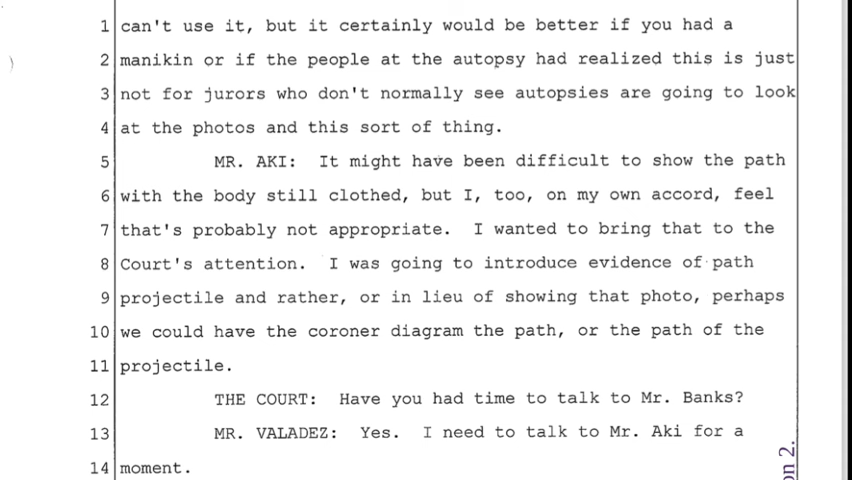 1 can't use it, but it certainly would be better if you had a
2 manikin or if the people at the autopsy had realized this is just
3 not for jurors who don't normally see autopsies are going to look
4 at the photos and this sort of thing.
5 MR. AKI: It might have been difficult to show the path
6 with the body still clothed, but I, too, on my own accord, feel
7 that's probably not appropriate. I wanted to bring that to the
8 Court's attention. I was going to introduce evidence of path
9 projectile and rather, or in lieu of showing that photo, perhaps
10 we could have the coroner diagram the path, or the path of the
11 projectile.
12 THE COURT: Have you had time to talk to Mr. Banks?
13 MR. VALADEZ: Yes. I need to talk to Mr. Aki for a
14 moment.
on 2.